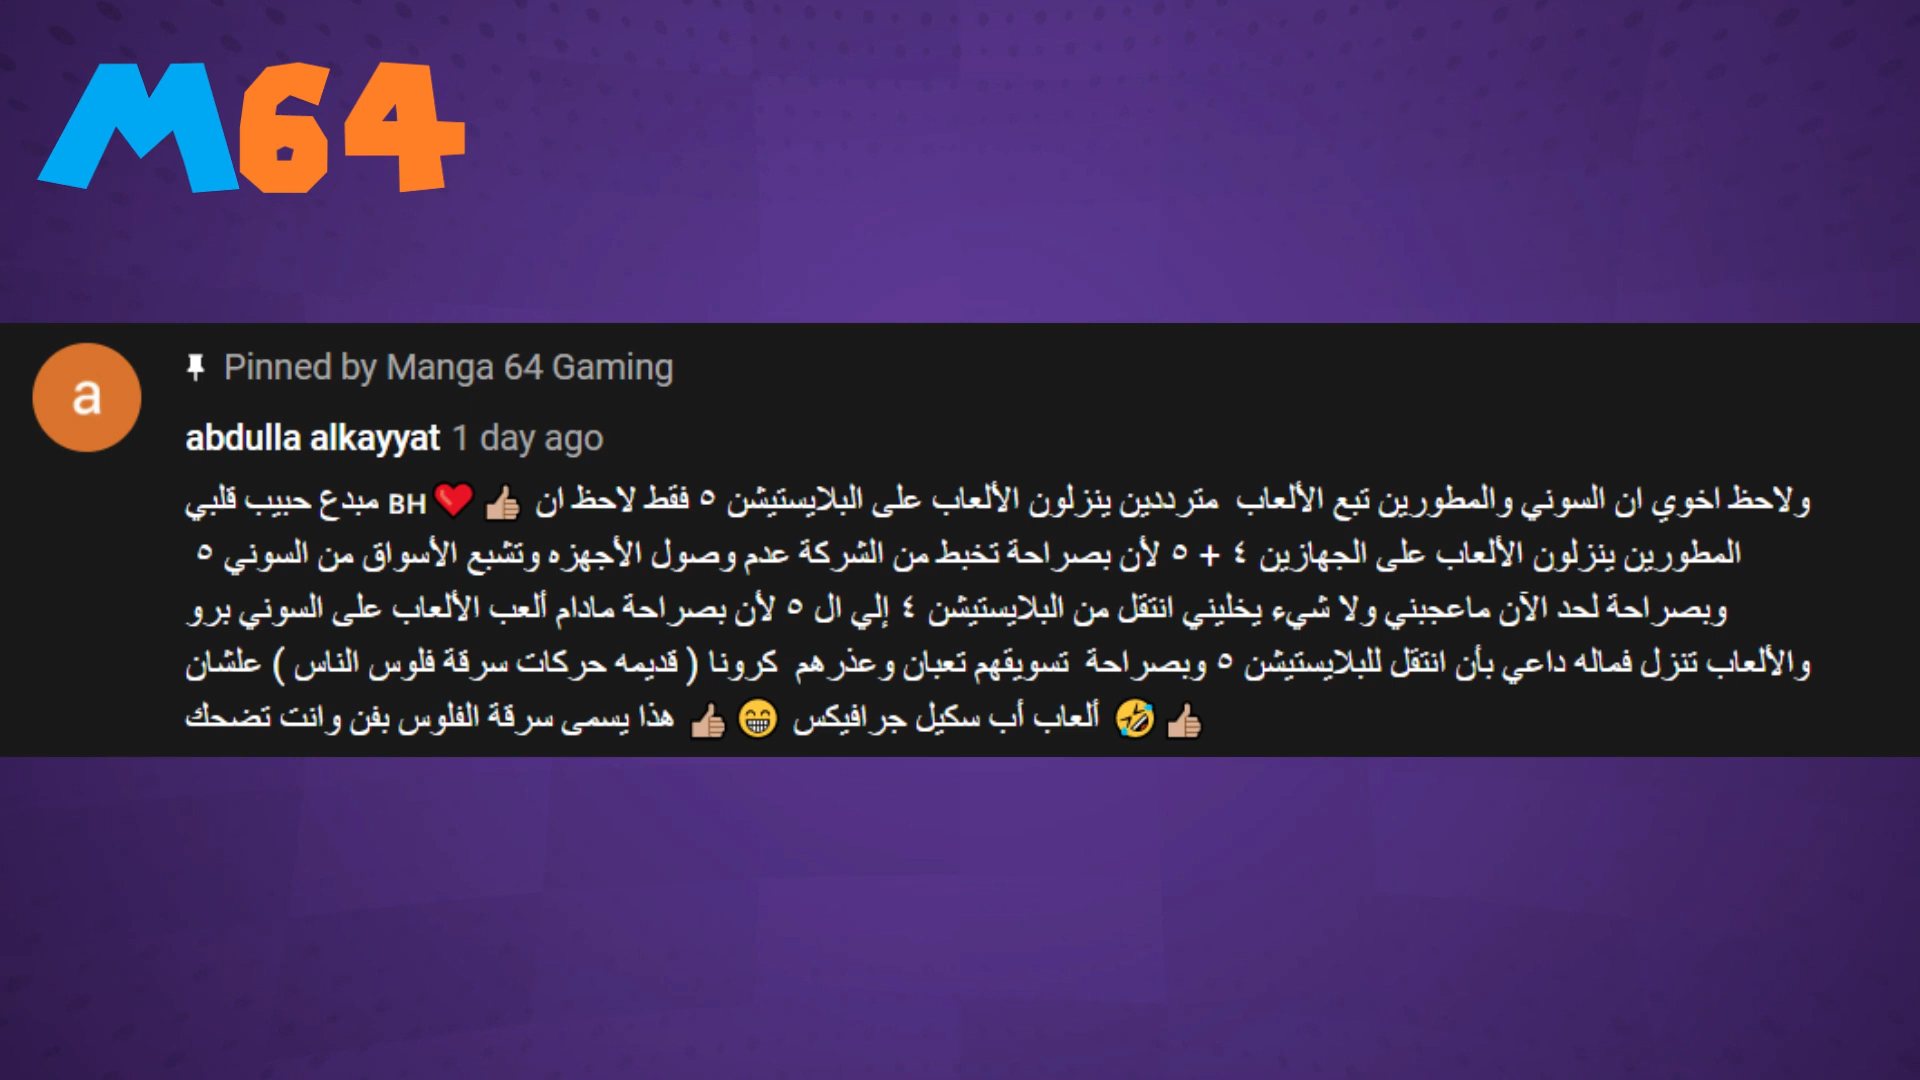 M64
Pinned by Manga 64 Gaming
a
abdulla alkayyat 1 day ago
مبدع حبيب قلبي BH❤️👍🏼 ولاحظ اخوي ان السوني والمطورين تبع الألعاب مترددين ينزلون الألعاب على البلايستيشن ٥ فقط لاحظ ان
المطورين ينزلون الألعاب على الجهازين ٤ + ٥ لأن بصراحة تخبط من الشركة عدم وصول الأجهزه وتشبع الأسواق من السوني ٥
وبصراحة لحد الآن ماعجبني ولا شيء يخليني انتقل من البلايستيشن ٤ إلي ال ٥ لأن بصراحة مادام ألعب الألعاب على السوني برو
والألعاب تنزل فماله داعي بأن انتقل للبلايستيشن ٥ وبصراحة تسويقهم تعبان وعذرهم كرونا ( قديمه حركات سرقة فلوس الناس ) علشان
هذا يسمى سرقة الفلوس بفن وانت تضحك 👍🏼😁 ألعاب أب سكيل جرافيكس 🤣👍🏼